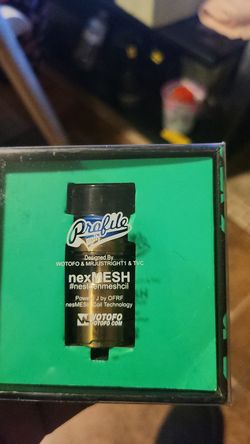 Profile
Designed By
WOTOFO & MRJUSTRIGHT1 & TVC
nexMESH
Powered by OFRF
nexMESH Coil Technology
WOTOFO
WOTOFO.COM